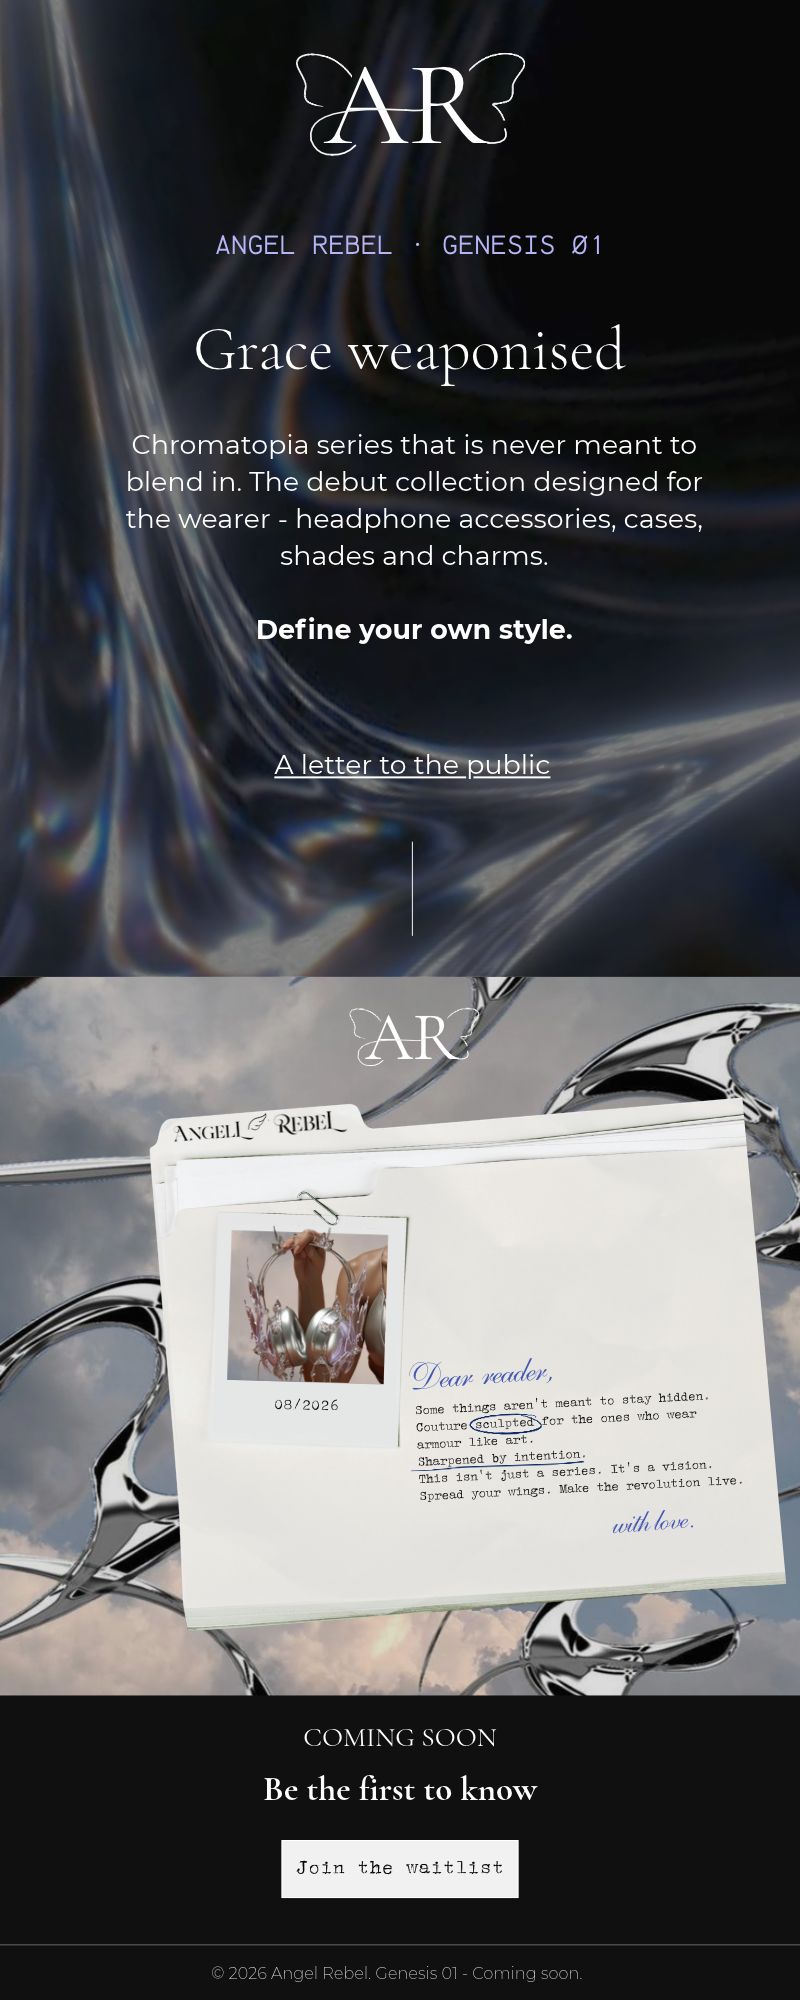 AR
ANGEL REBEL · GENESIS Ø1
Grace weaponised
Chromatopia series that is never meant to
blend in. The debut collection designed for
the wearer - headphone accessories, cases,
shades and charms.
Define your own style.
A letter to the public
AR
ANGEL REBEL
08/2026
Dear reader,
Some things aren't meant to stay hidden.
Couture sculpted for the ones who wear
armour like art.
Sharpened by intention.
This isn't just a series. It's a vision.
Spread your wings. Make the revolution live.
with love.
COMING SOON
Be the first to know
Join the waitlist
© 2026 Angel Rebel. Genesis 01 - Coming soon.